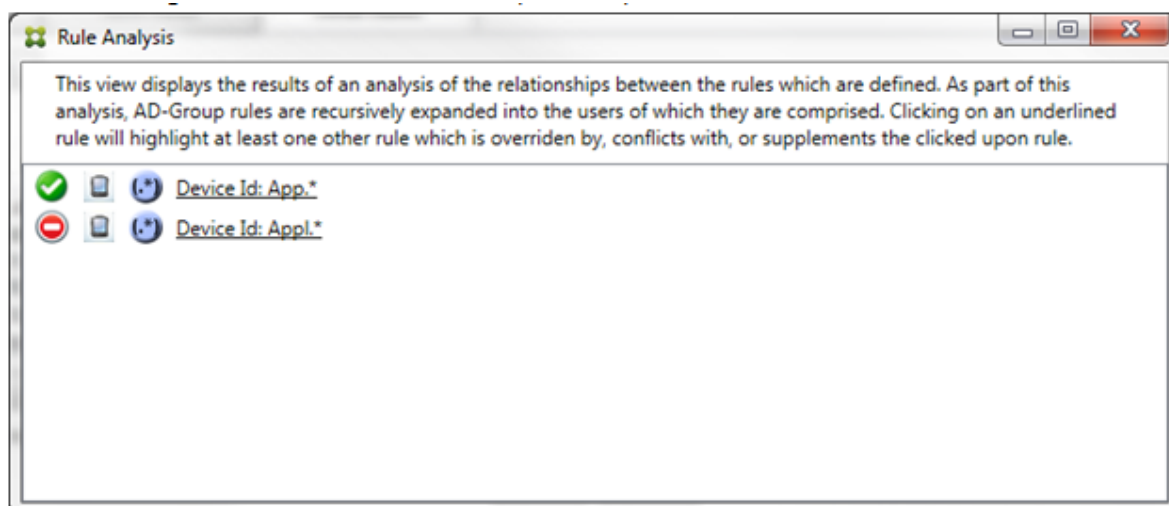 Rule Analysis
This view displays the results of an analysis of the relationships between the rules which are defined. As part of this
analysis, AD-Group rules are recursively expanded into the users of which they are comprised. Clicking on an underlined
rule will highlight at least one other rule which is overriden by, conflicts with, or supplements the clicked upon rule.
(.*) Device Id: App.*
(.*) Device Id: Appl.*